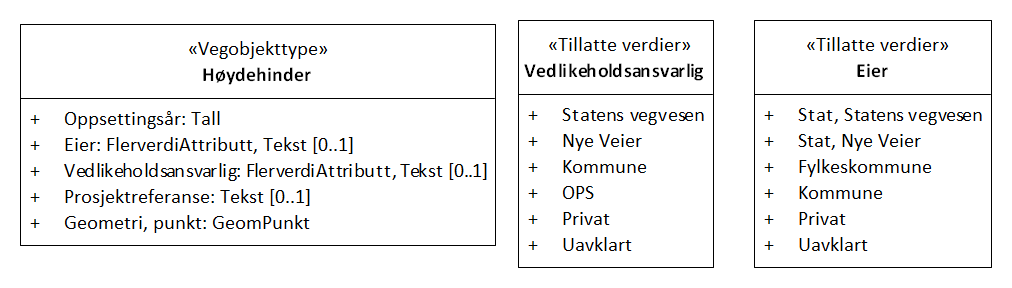 «Vegobjekttype»
Høydehinder
+ Oppsettingsår: Tall
+ Eier: FlerverdiAttributt, Tekst [0..1]
+ Vedlikeholdsansvarlig: FlerverdiAttributt, Tekst [0..1]
+ Prosjektreferanse: Tekst [0..1]
+ Geometri, punkt: GeomPunkt
«Tillatte verdier»
Vedlikeholdsansvarlig
+ Statens vegvesen
+ Nye Veier
+ Kommune
+ OPS
+ Privat
+ Uavklart
«Tillatte verdier»
Eier
+ Stat, Statens vegvesen
+ Stat, Nye Veier
+ Fylkeskommune
+ Kommune
+ Privat
+ Uavklart